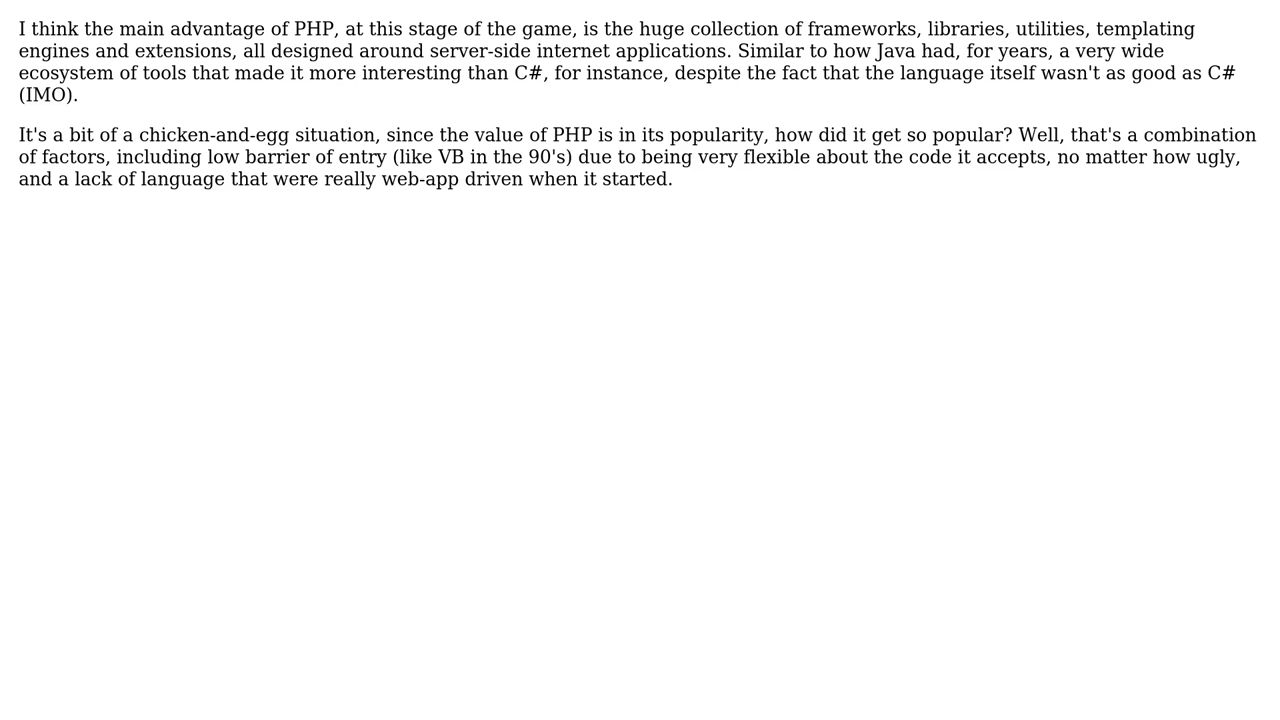 I think the main advantage of PHP, at this stage of the game, is the huge collection of frameworks, libraries, utilities, templating
engines and extensions, all designed around server-side internet applications. Similar to how Java had, for years, a very wide
ecosystem of tools that made it more interesting than C#, for instance, despite the fact that the language itself wasn't as good as C#
(IMO).
It's a bit of a chicken-and-egg situation, since the value of PHP is in its popularity, how did it get so popular? Well, that's a combination
of factors, including low barrier of entry (like VB in the 90's) due to being very flexible about the code it accepts, no matter how ugly,
and a lack of language that were really web-app driven when it started.